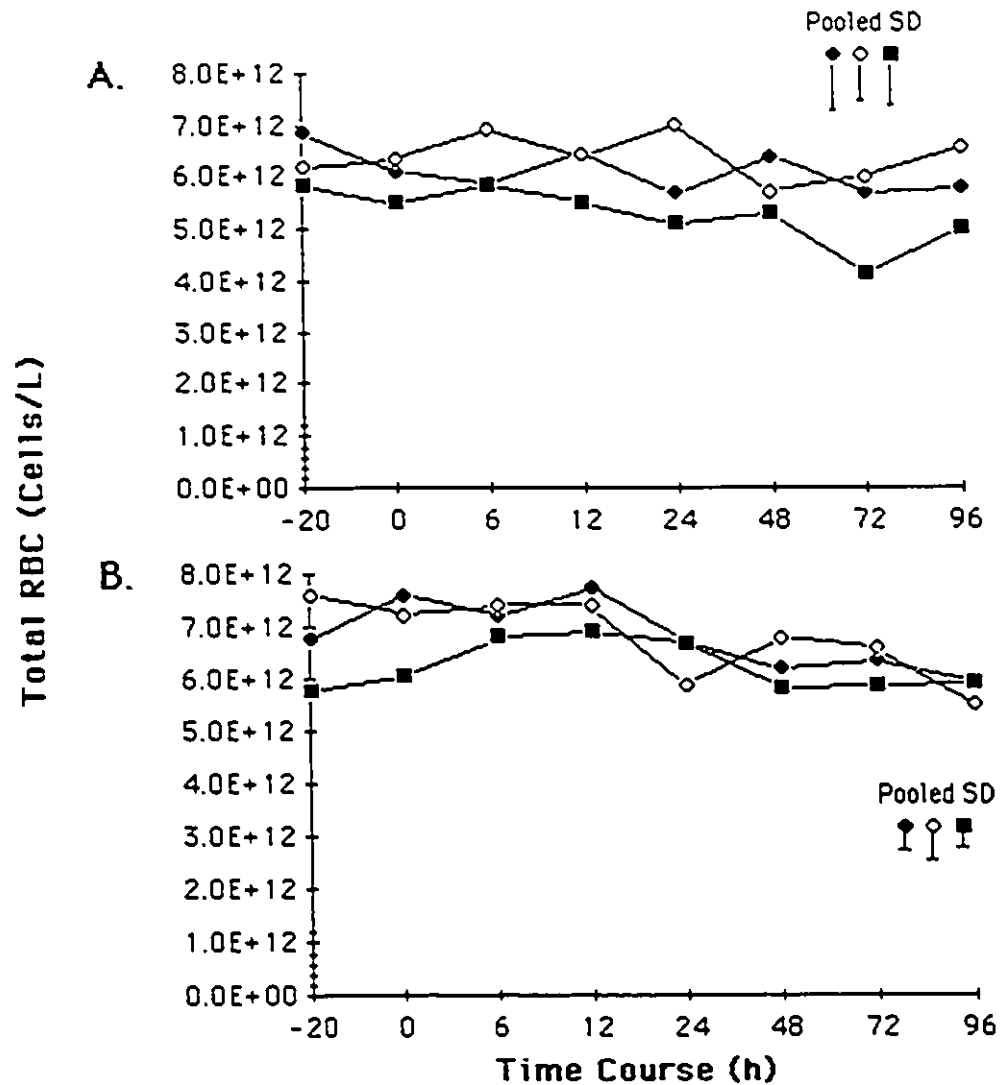 Pooled SD
A.
8.0E+12
7.0E+12
6.0E+12
5.0E+12
4.0E+12
3.0E+12
2.0E+12
1.0E+12
0.0E+00
-20 0 6 12 24 48 72 96
Total RBC (Cells/L)
B.
8.0E+12
7.0E+12
6.0E+12
5.0E+12
4.0E+12
3.0E+12
2.0E+12
1.0E+12
0.0E+00
Pooled SD
-20 0 6 12 24 48 72 96
Time Course (h)